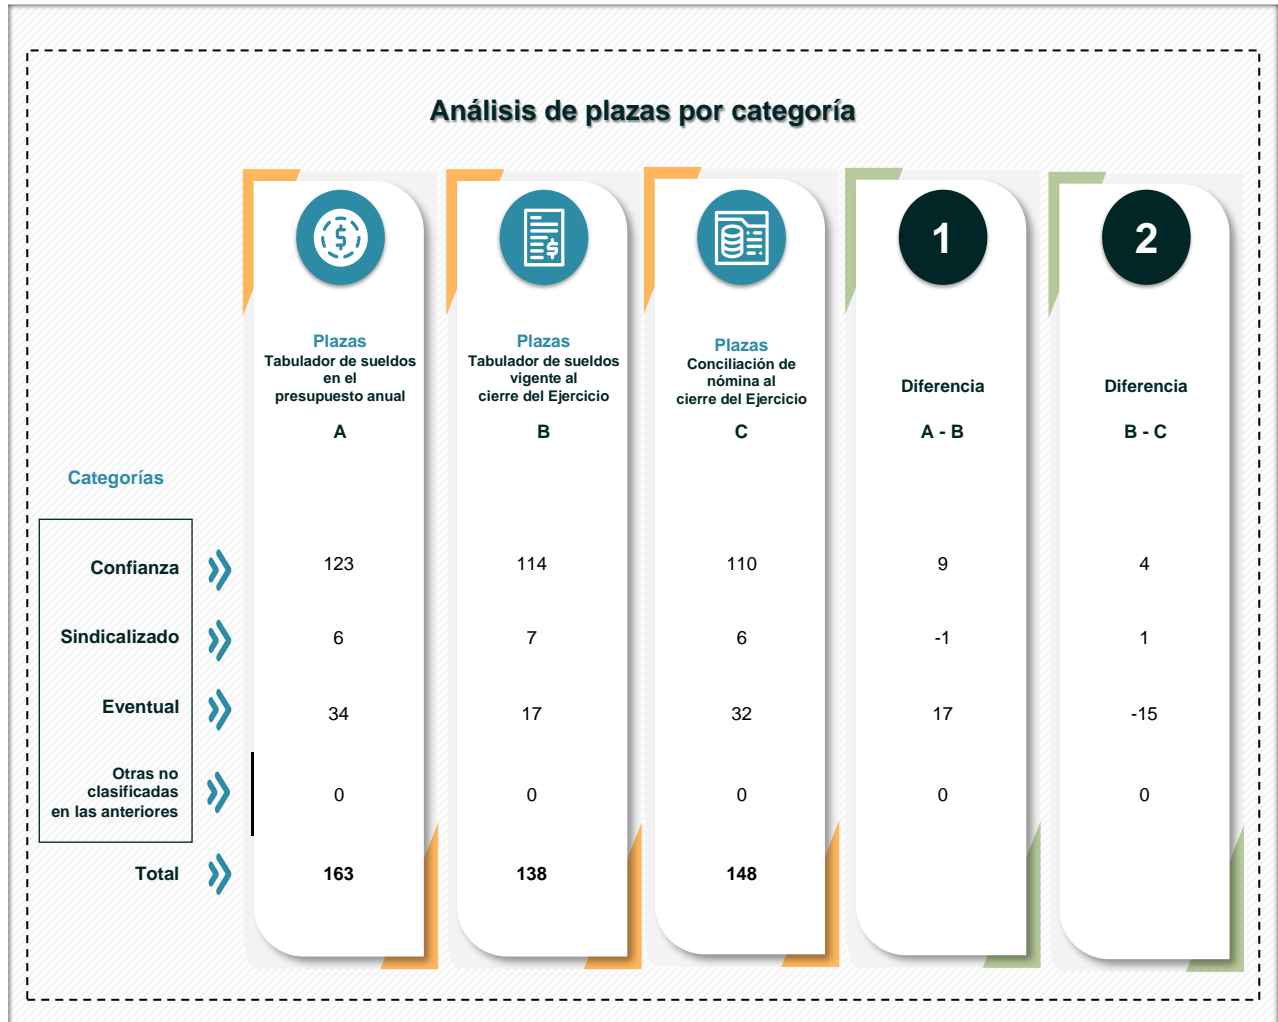 Análisis de plazas por categoría
1
2
Plazas
Tabulador de sueldos
en el
presupuesto anual
A
Plazas
Tabulador de sueldos
vigente al
cierre del Ejercicio
B
Plazas
Conciliación de
nómina al
cierre del Ejercicio
C
Diferencia
A - B
Diferencia
B - C
Categorías
Confianza 123 114 110 9 4
Sindicalizado 6 7 6 -1 1
Eventual 34 17 32 17 -15
Otras no
clasificadas
en las anteriores 0 0 0 0 0
Total 163 138 148